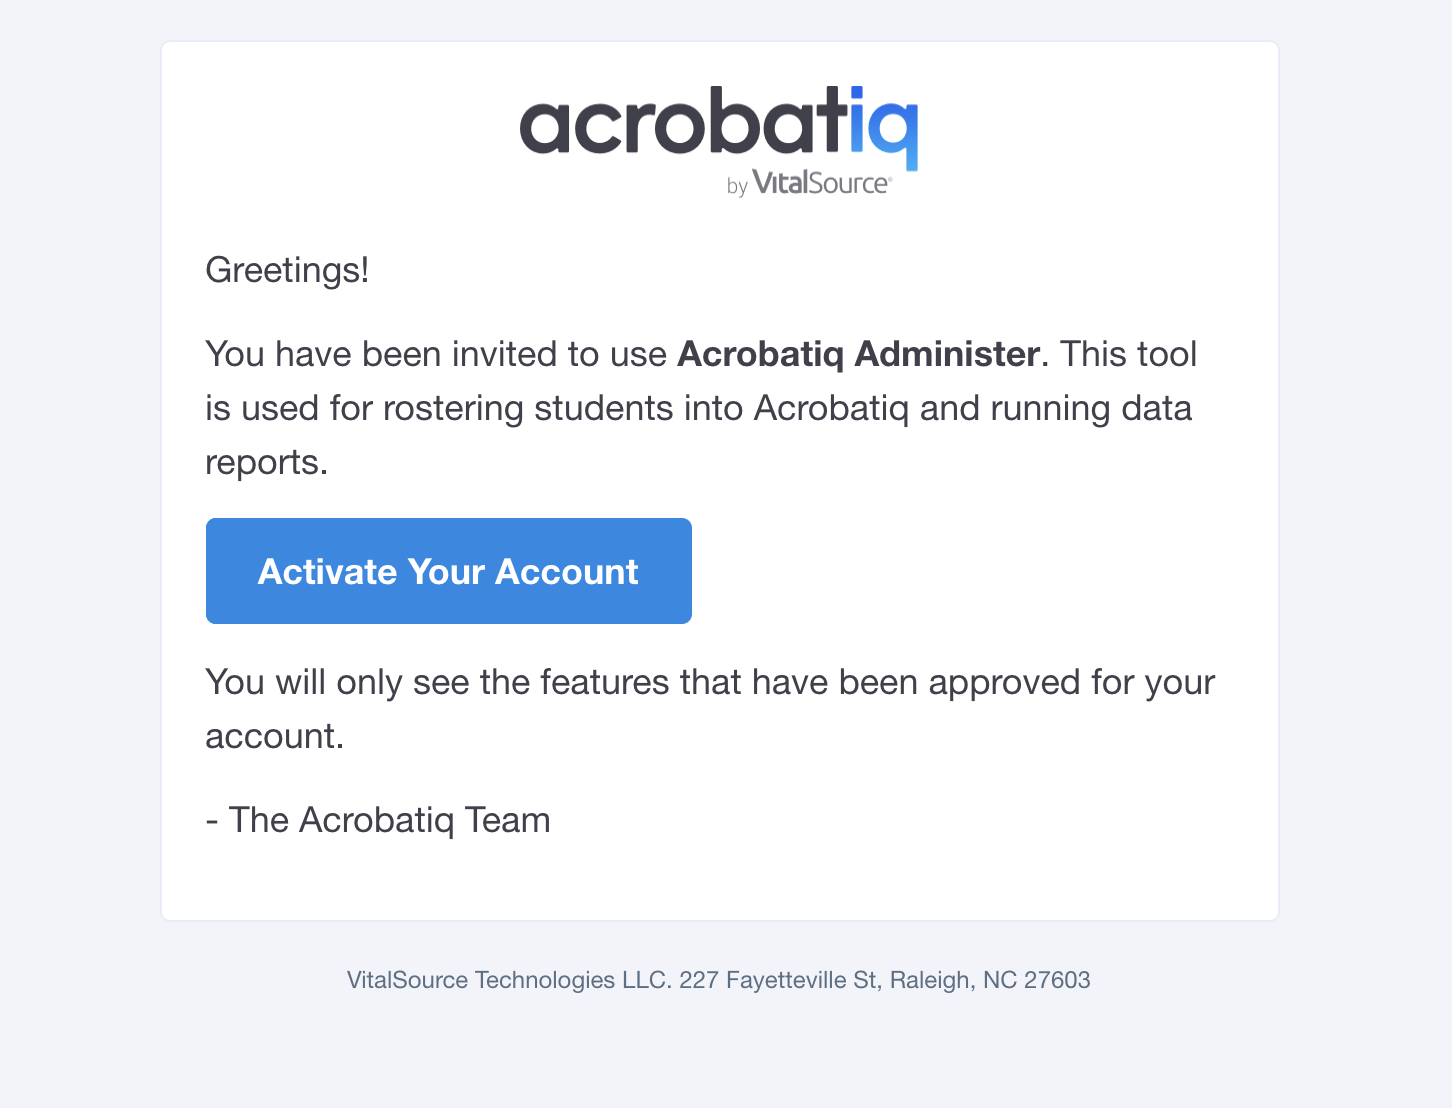 acrobatiq
by VitalSource®
Greetings!
You have been invited to use Acrobatiq Administer. This tool
is used for rostering students into Acrobatiq and running data
reports.
Activate Your Account
You will only see the features that have been approved for your
account.
- The Acrobatiq Team
VitalSource Technologies LLC. 227 Fayetteville St, Raleigh, NC 27603